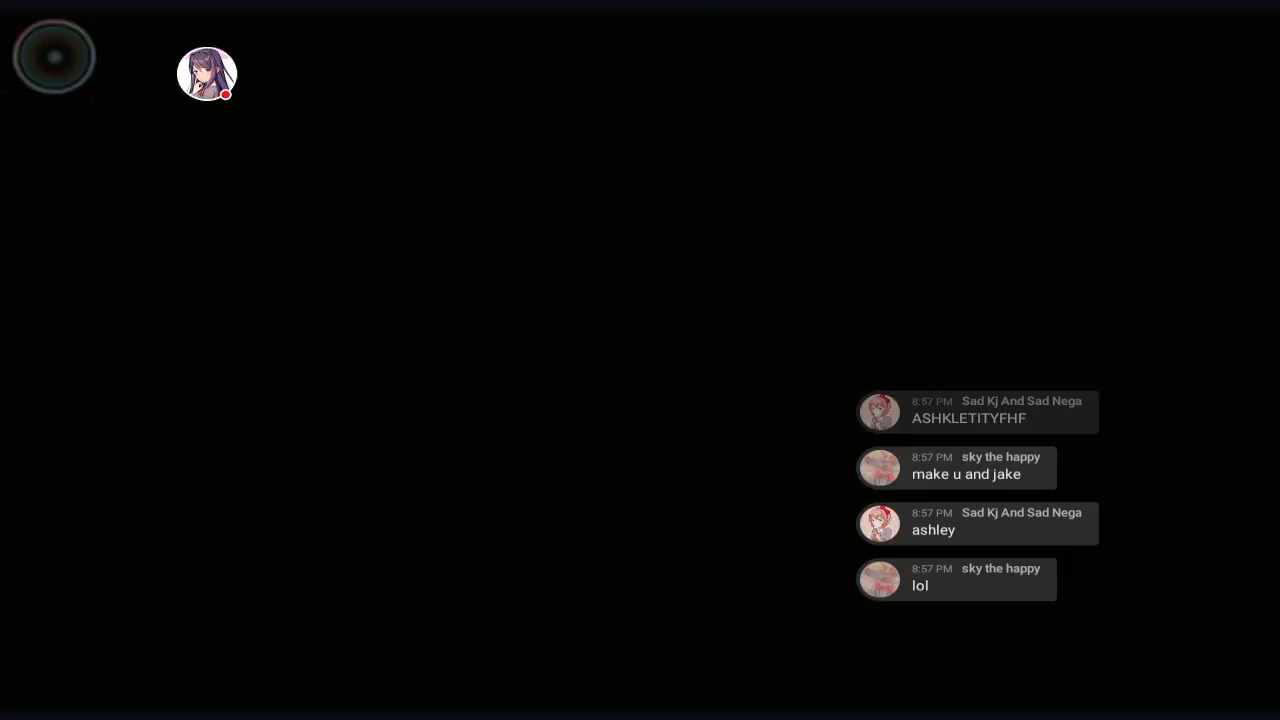 8:57 PM Sad Kj And Sad Nega
ASHKLETITYFHF
8:57 PM sky the happy
make u and jake
8:57 PM Sad Kj And Sad Nega
ashley
8:57 PM sky the happy
lol